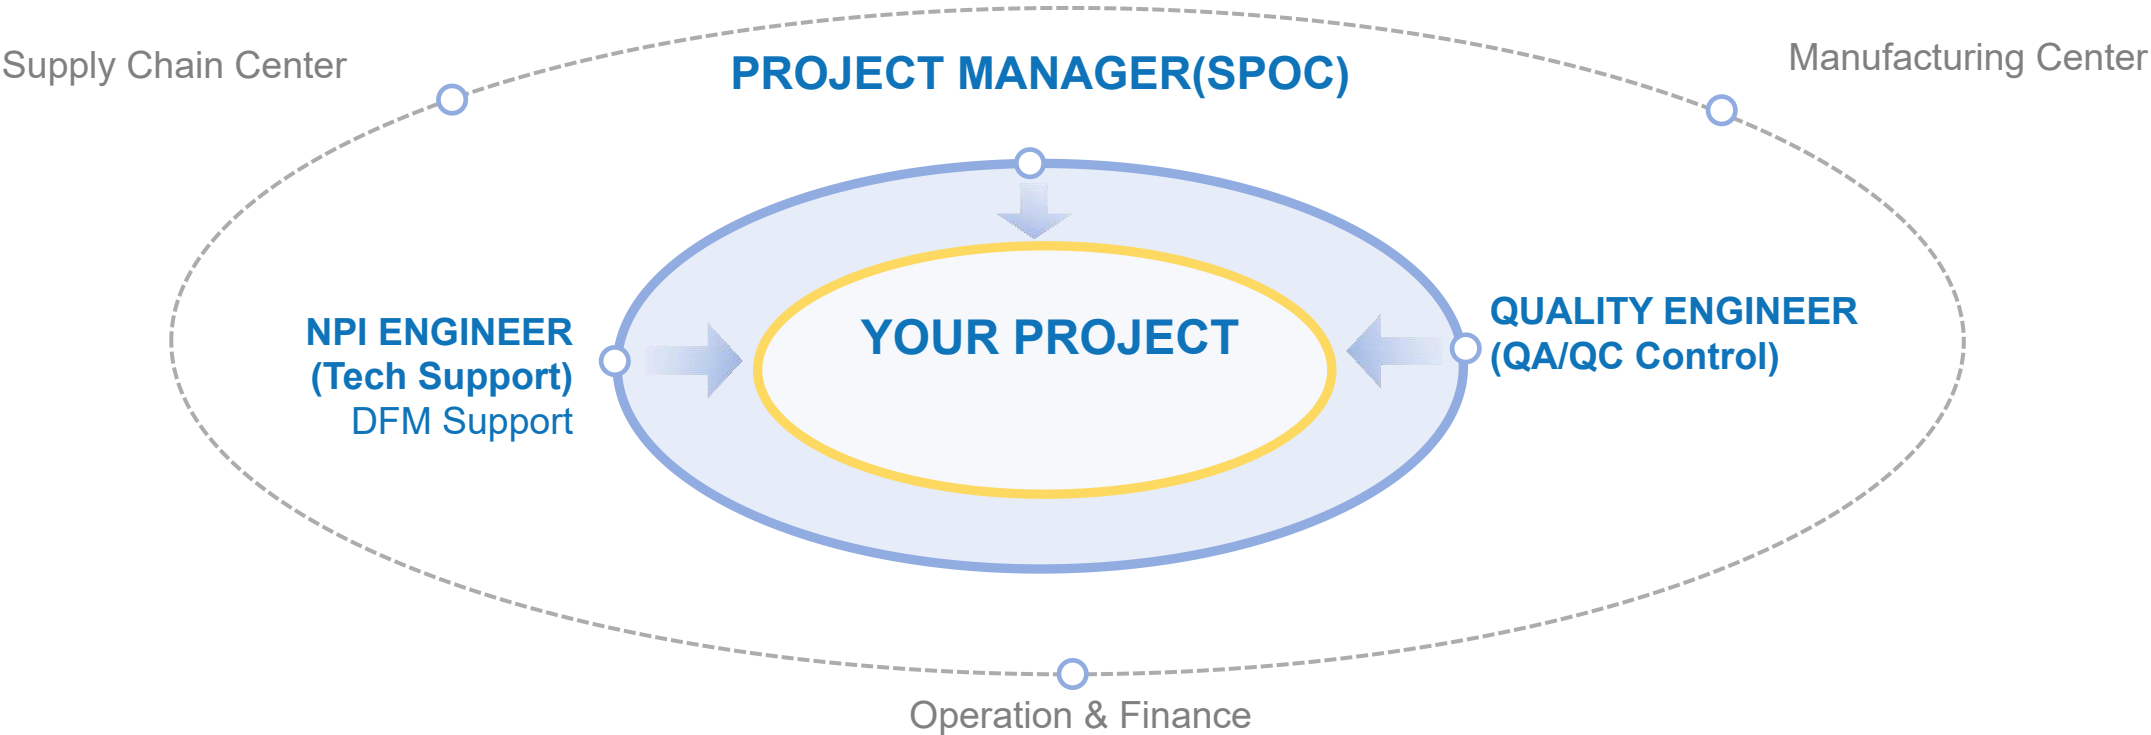 Supply Chain Center
Manufacturing Center
PROJECT MANAGER(SPOC)
NPI ENGINEER
(Tech Support)
DFM Support
YOUR PROJECT
QUALITY ENGINEER
(QA/QC Control)
Operation & Finance